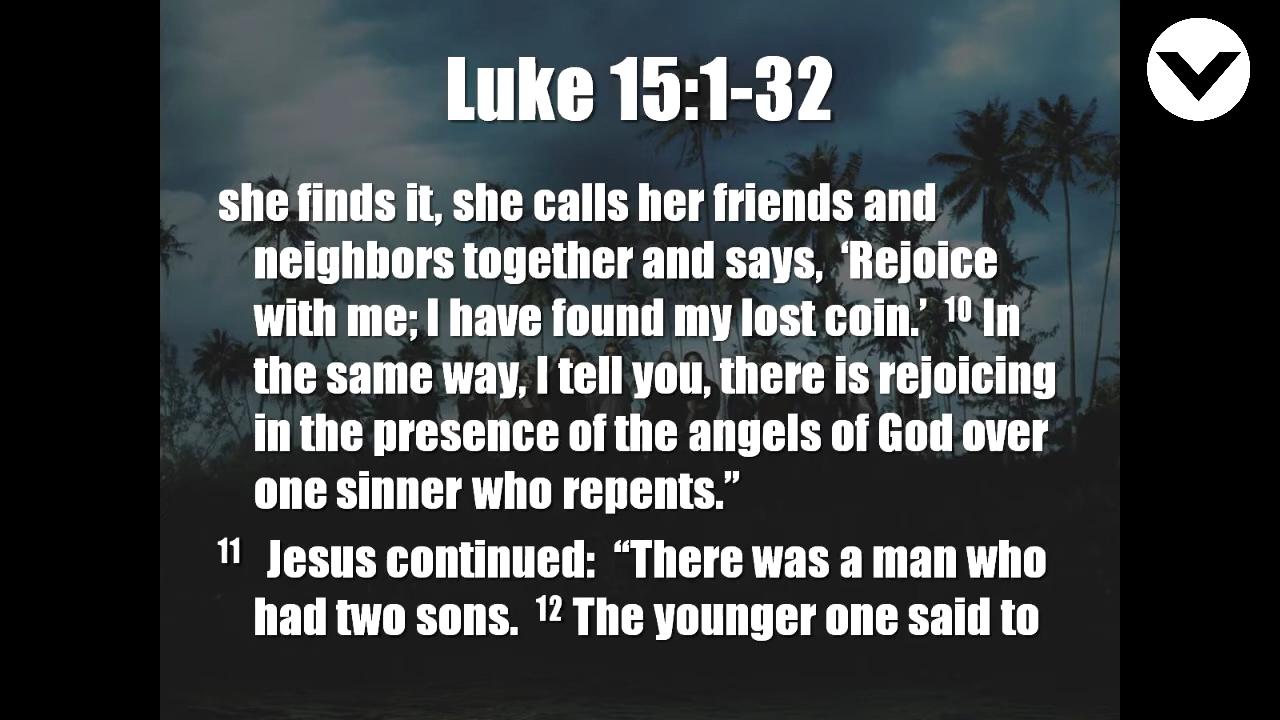 Luke 15:1-32
she finds it, she calls her friends and
neighbors together and says, ‘Rejoice
with me; I have found my lost coin.’ 10 In
the same way, I tell you, there is rejoicing
in the presence of the angels of God over
one sinner who repents.”
11 Jesus continued: “There was a man who
had two sons. 12 The younger one said to